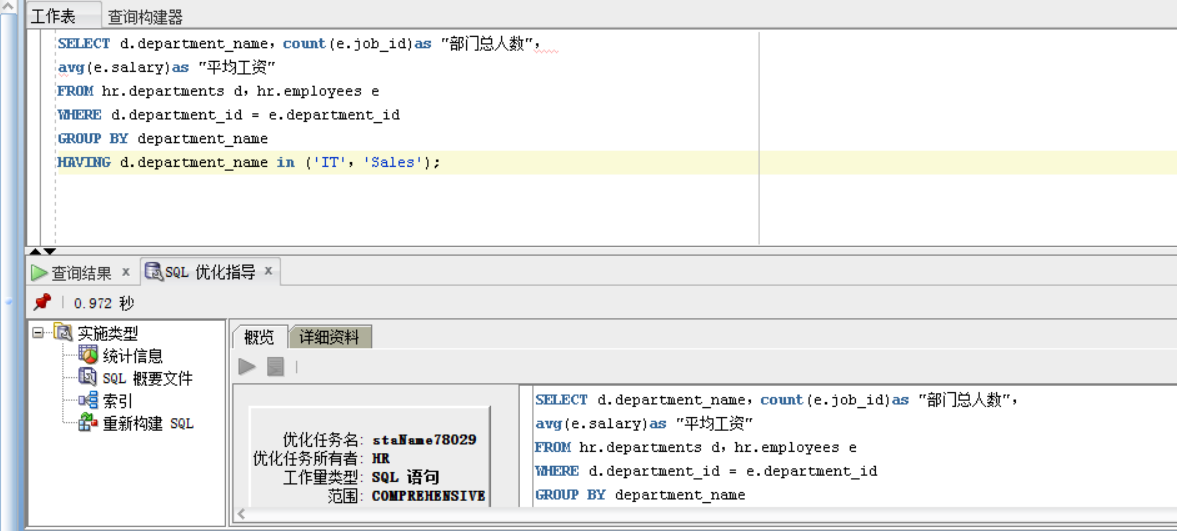 工作表 查询构建器
SELECT d.department_name，count(e.job_id)as "部门总人数"，
avg(e.salary)as "平均工资"
FROM hr.departments d，hr.employees e
WHERE d.department_id = e.department_id
GROUP BY department_name
HAVING d.department_name in ('IT'，'Sales');
查询结果 x SQL 优化指导 x
0.972 秒
实施类型
统计信息
SQL 概要文件
索引
重新构建 SQL
概览 详细资料
优化任务名: staName78029
优化任务所有者: HR
工作量类型: SQL 语句
范围: COMPREHENSIVE
SELECT d.department_name，count(e.job_id)as "部门总人数"，
avg(e.salary)as "平均工资"
FROM hr.departments d，hr.employees e
WHERE d.department_id = e.department_id
GROUP BY department_name